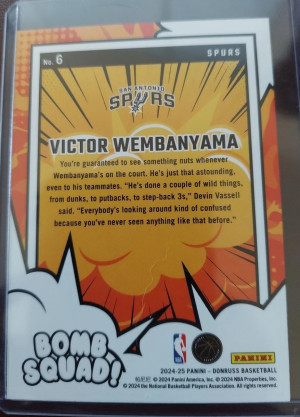 No. 6
SPURS
SAN ANTONIO
SPURS
VICTOR WEMBANYAMA
You're guaranteed to see something nuts whenever
Wembanyama's on the court. He's just that astounding,
even to his teammates. “He's done a couple of wild things,
from dunks, to putbacks, to step-back 3s,” Devin Vassell
said. “Everybody's looking around kind of confused
because you've never seen anything like that before.”
BOMB
SQUAD!
NBA
PANINI
2024-25 PANINI - DONRUSS BASKETBALL
© 2024 Panini America, Inc. © 2024 NBA Properties, Inc.
© 2024 the National Basketball Players Association. All rights reserved.